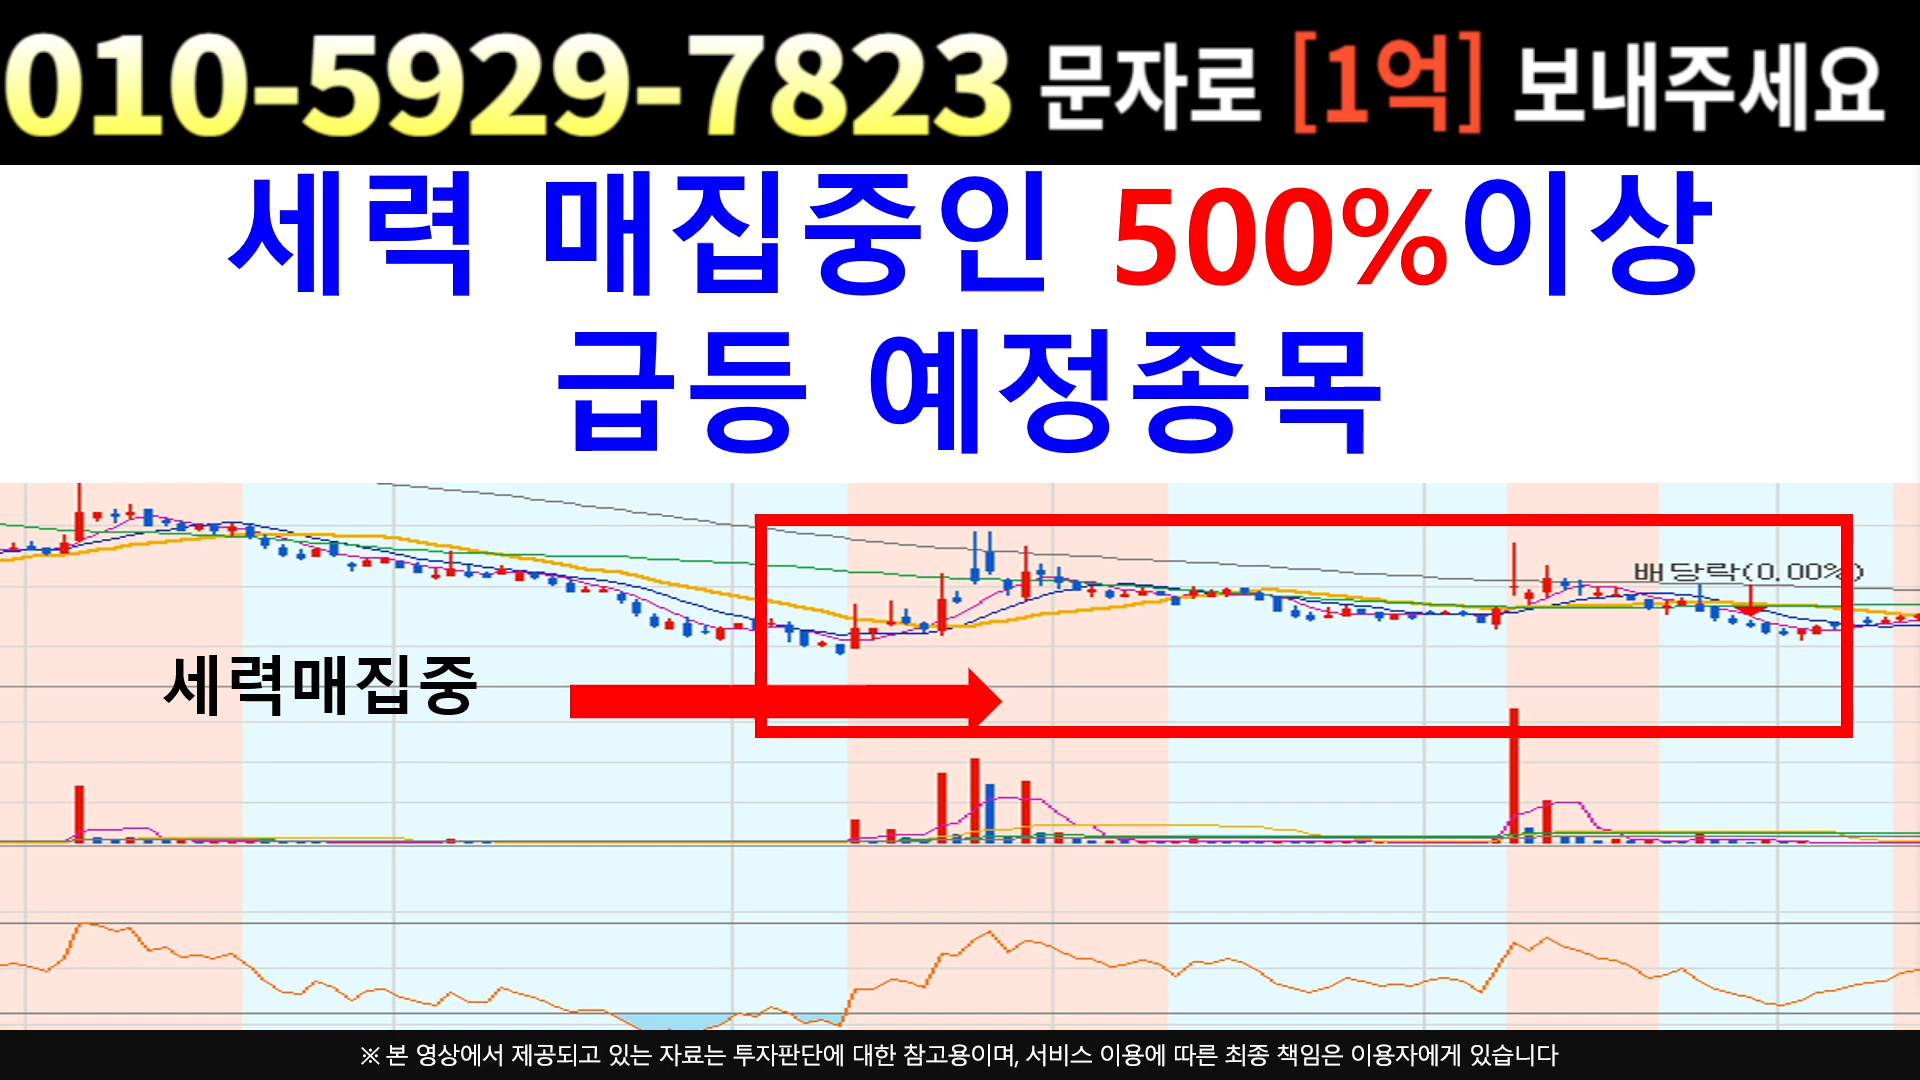 010-5929-7823 문자로 [1억] 보내주세요
세력 매집중인 500%이상
급등 예정종목
배당락(0.00%)
세력매집중
※ 본 영상에서 제공되고 있는 자료는 투자판단에 대한 참고용이며, 서비스 이용에 따른 최종 책임은 이용자에게 있습니다